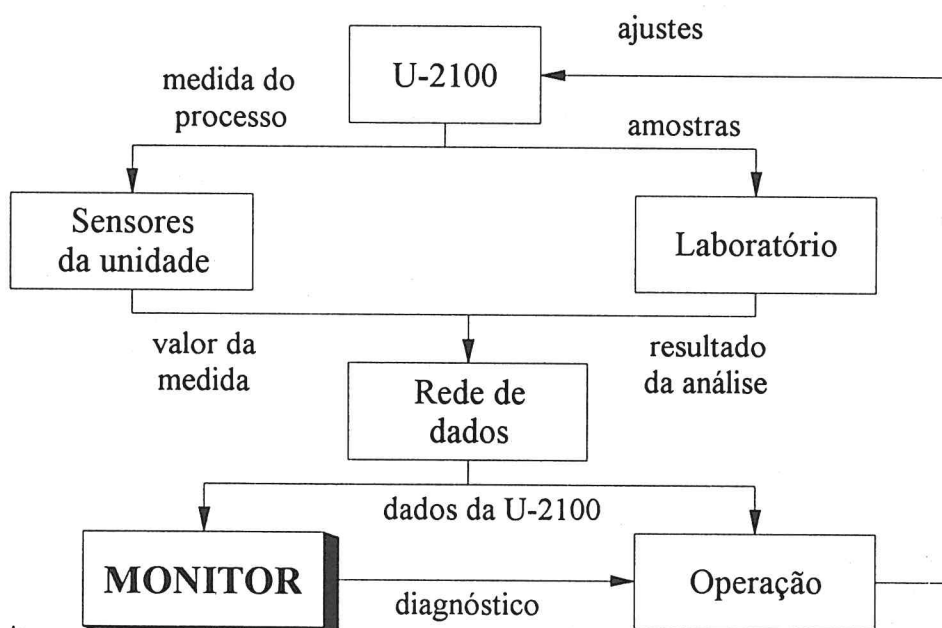 ajustes
U-2100
medida do
processo
amostras
Sensores
da unidade
Laboratório
valor da
medida
resultado
da análise
Rede de
dados
dados da U-2100
MONITOR
diagnóstico
Operação